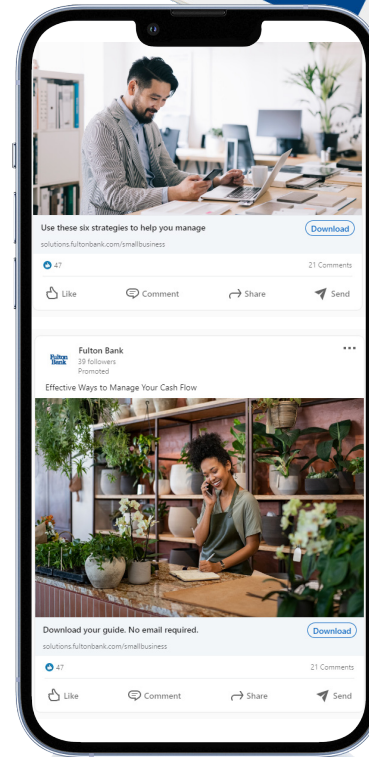 Use these six strategies to help you manage
Download
solutions.fultonbank.com/smallbusiness
47
21 Comments
Like
Comment
Share
Send
Fulton
Bank
Fulton Bank
39 followers
Promoted
Effective Ways to Manage Your Cash Flow
Download your guide. No email required.
Download
solutions.fultonbank.com/smallbusiness
47
21 Comments
Like
Comment
Share
Send